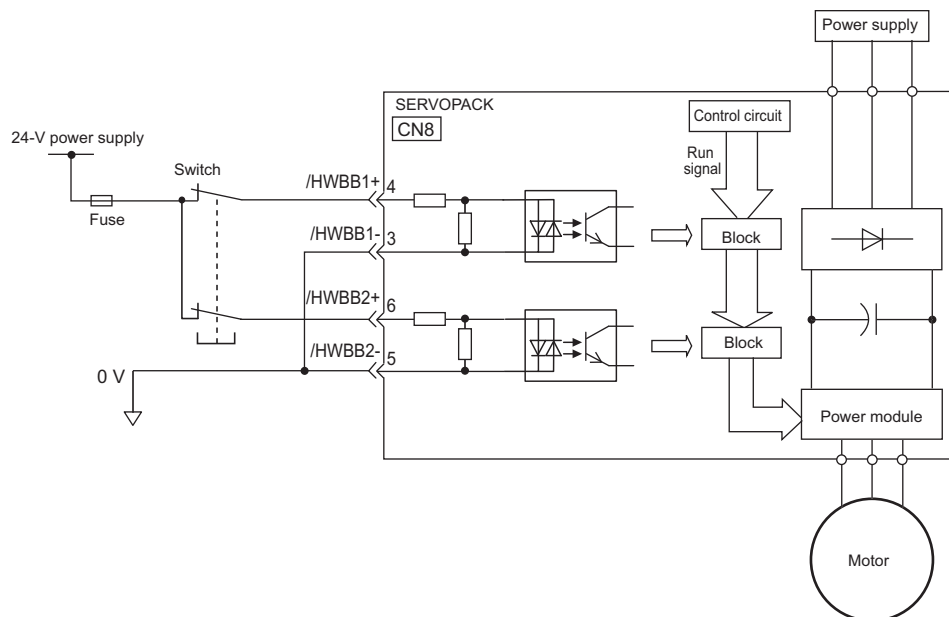 Power supply
SERVOPACK
CN8
Control circuit
24-V power supply
Switch
Run
signal
/HWBB1+
4
Fuse
/HWBB1-
3
Block
/HWBB2+
6
/HWBB2-
5
Block
0 V
Power module
Motor